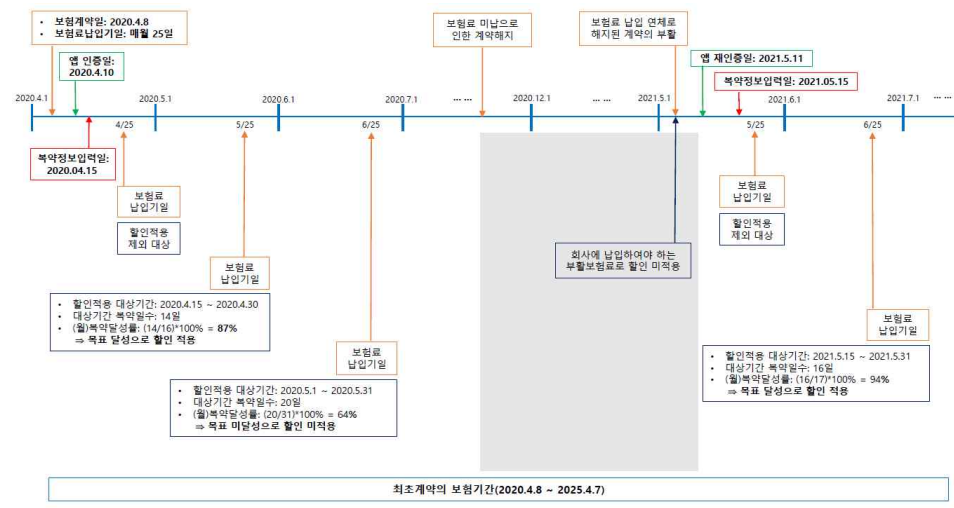 • 보험계약일: 2020.4.8
• 보험료납입기일: 매월 25일
앱 인증일:
2020.4.10
보험료 미납으로
인한 계약해지
보험료 납입 연체로
해지된 계약의 부활
앱 재인증일: 2021.5.11
복약정보입력일: 2021.05.15
2020.4.1
2020.5.1
2020.6.1
2020.7.1
... ...
2020.12.1
... ...
2021.5.1
2021.6.1
2021.7.1
... ...
4/25
5/25
6/25
5/25
6/25
복약정보입력일:
2020.04.15
보험료
납입기일
할인적용
제외 대상
보험료
납입기일
• 할인적용 대상기간: 2020.4.15 ~ 2020.4.30
• 대상기간 복약일수: 14일
• (월)복약달성률: (14/16)*100% = 87%
⇒ 목표 달성으로 할인 적용
보험료
납입기일
• 할인적용 대상기간: 2020.5.1 ~ 2020.5.31
• 대상기간 복약일수: 20일
• (월)복약달성률: (20/31)*100% = 64%
⇒ 목표 미달성으로 할인 미적용
회사에 납입하여야 하는
부활보험료로 할인 미적용
보험료
납입기일
할인적용
제외 대상
보험료
납입기일
• 할인적용 대상기간: 2021.5.15 ~ 2021.5.31
• 대상기간 복약일수: 16일
• (월)복약달성률: (16/17)*100% = 94%
⇒ 목표 달성으로 할인 적용
최초계약의 보험기간(2020.4.8 ~ 2025.4.7)